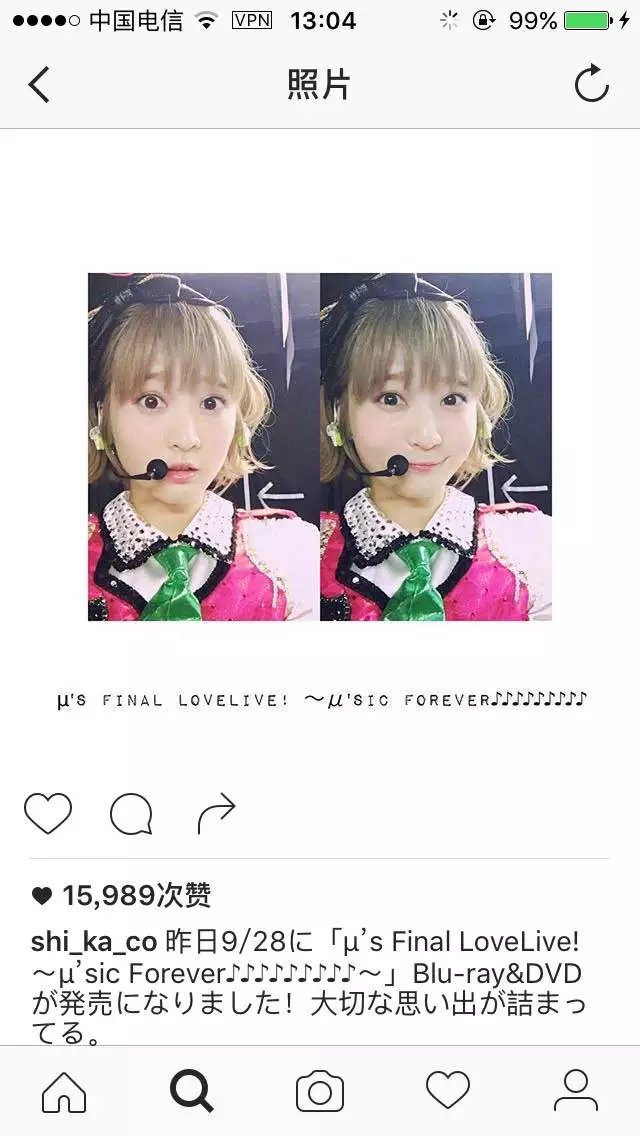 中国电信 VPN 13:04 99%
照片
μ's FINAL LOVELIVE! 〜μ'SIC FOREVER♪♪♪♪♪♪♪♪♪
15,989次赞
shi_ka_co 昨日9/28に「μ’s Final LoveLive!
〜μ’sic Forever♪♪♪♪♪♪♪♪♪〜」Blu-ray&DVD
が発売になりました！大切な思い出が詰まっ
てる。